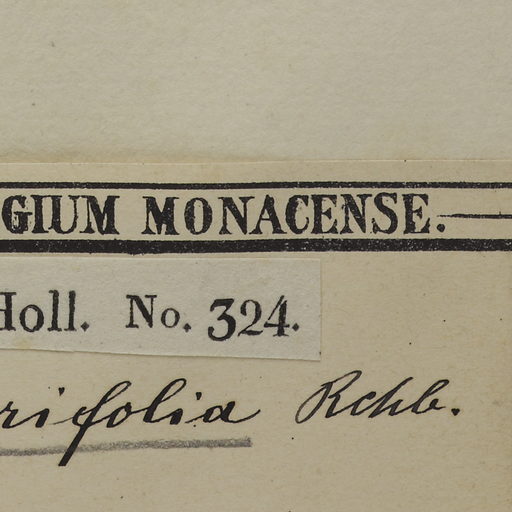 GIUM MONACENSE.
Holl. No. 324.
rifolia Rchb.